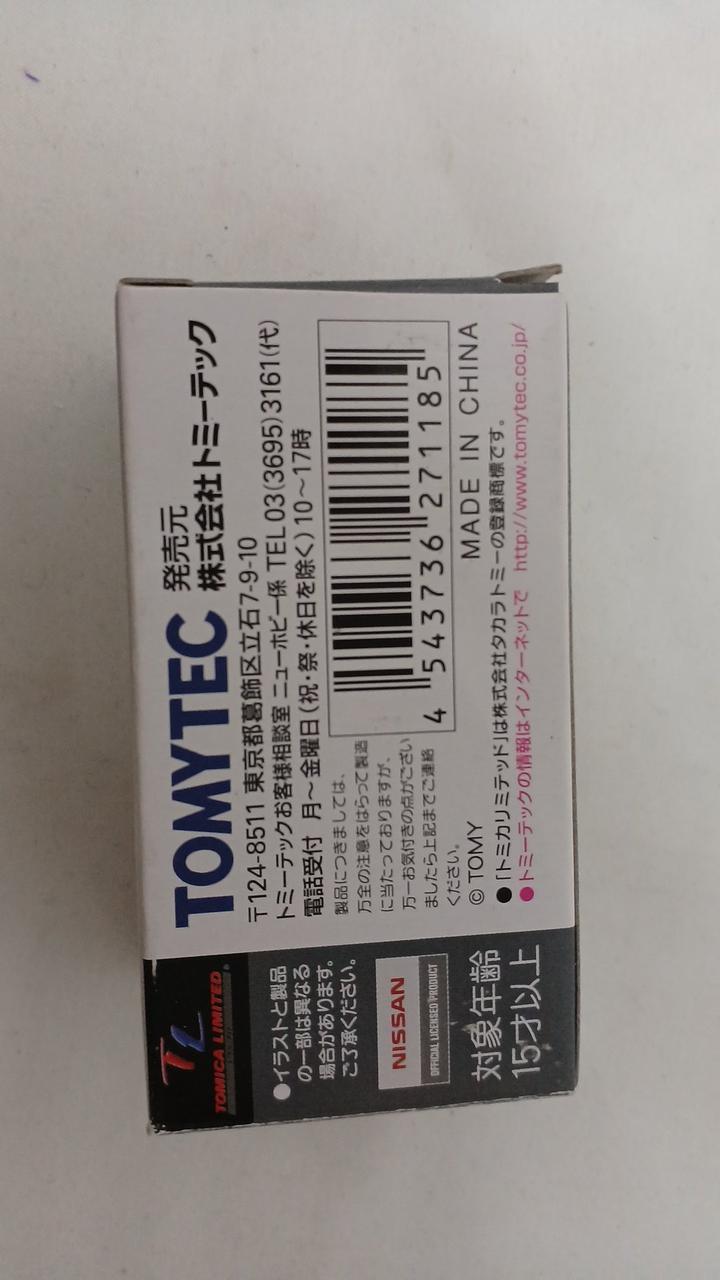 TL
TOMICA LIMITED
●イラストと製品
の一部は異なる
場合があります。
ご了承ください。
NISSAN
OFFICIAL LICENSED PRODUCT
対象年齢
15才以上
TOMYTEC 発売元
株式会社トミーテック
〒124-8511 東京都葛飾区立石7-9-10
トミーテックお客様相談室 ニューホビー係 TEL 03(3695)3161(代)
電話受付 月～金曜日(祝・祭・休日を除く)10～17時
製品につきましては、
万全の注意をはらって製造
に当たっておりますが、
万一お気付きの点がござい
ましたら上記までご連絡
ください。
4 543736 271185
© TOMY MADE IN CHINA
●「トミカリミテッド」は株式会社タカラトミーの登録商標です。
●トミーテックの情報はインターネットで http://www.tomytec.co.jp/